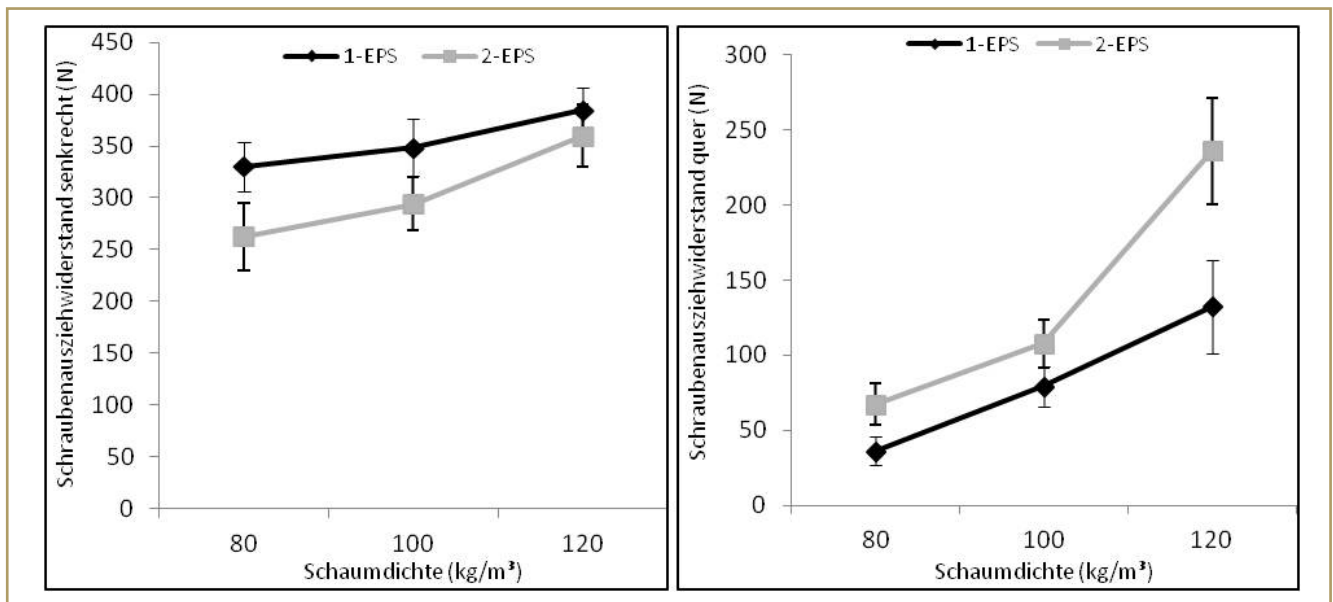 1-EPS 2-EPS
Schraubenausziehwiderstand senkrecht (N)
450
400
350
300
250
200
150
100
50
0
80 100 120
Schaumdichte (kg/m³)
1-EPS 2-EPS
Schraubenausziehwiderstand quer (N)
300
250
200
150
100
50
0
80 100 120
Schaumdichte (kg/m³)